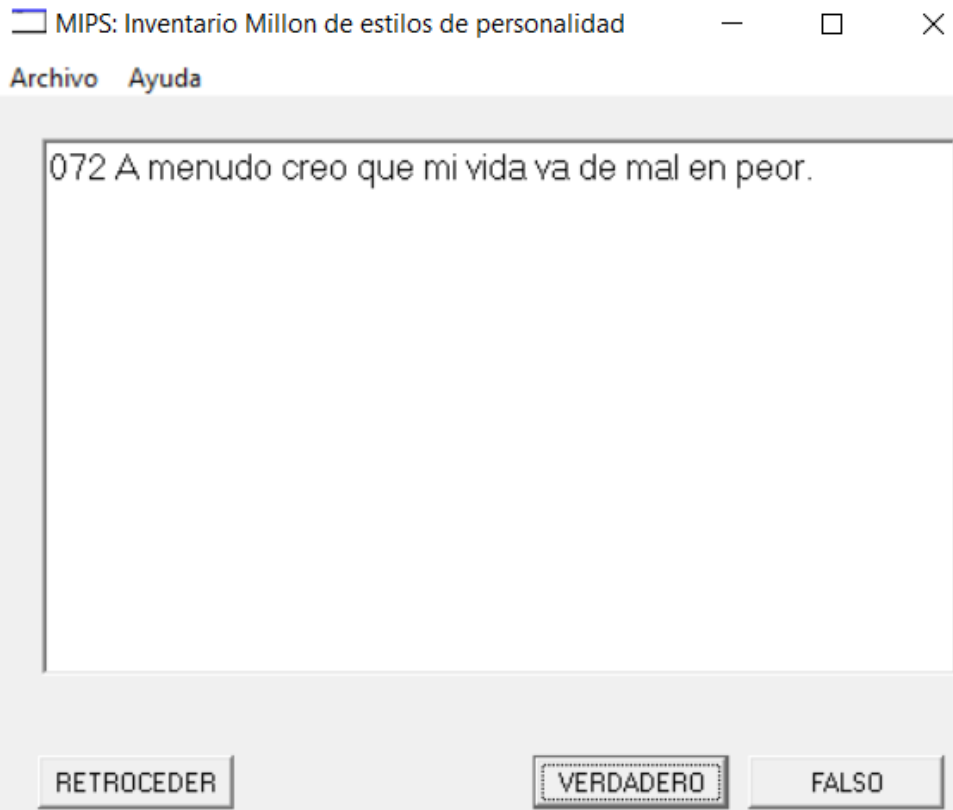 MIPS: Inventario Millon de estilos de personalidad
Archivo Ayuda
072 A menudo creo que mi vida va de mal en peor.
RETROCEDER VERDADERO FALSO